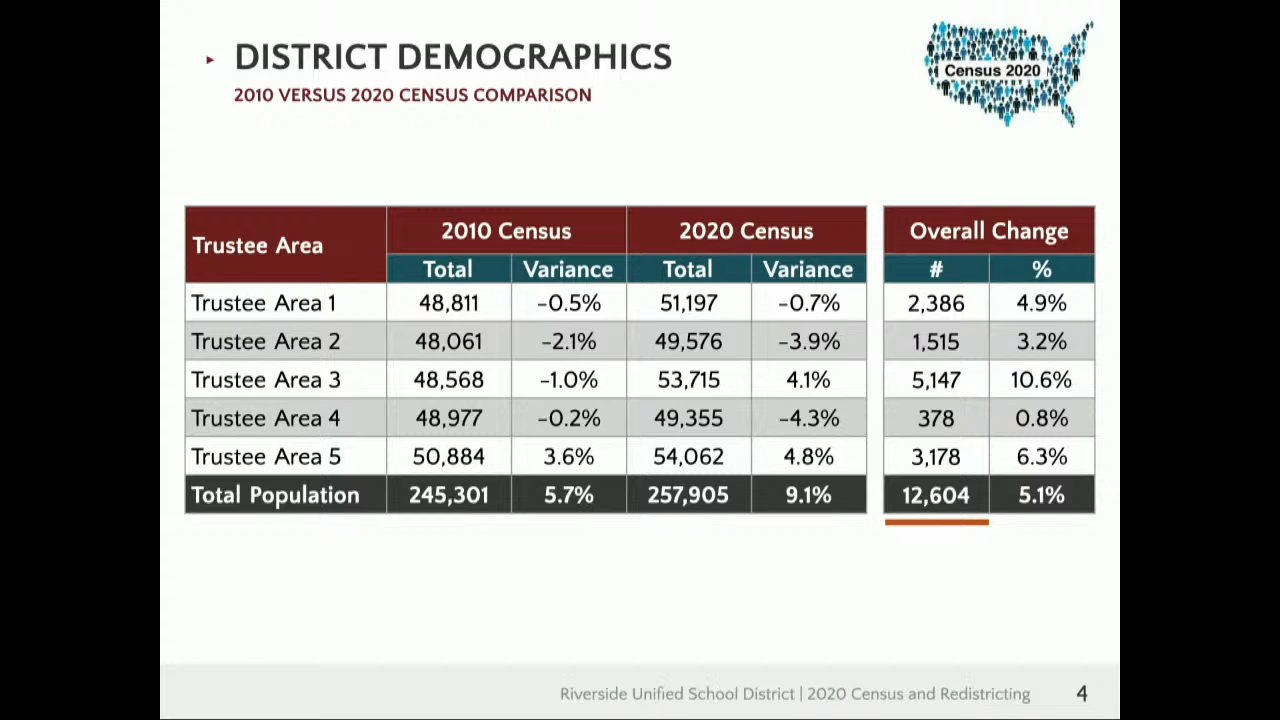 ▸ DISTRICT DEMOGRAPHICS
2010 VERSUS 2020 CENSUS COMPARISON
Census 2020
Trustee Area 2010 Census 2020 Census Overall Change
Total Variance Total Variance # %
Trustee Area 1 48,811 -0.5% 51,197 -0.7% 2,386 4.9%
Trustee Area 2 48,061 -2.1% 49,576 -3.9% 1,515 3.2%
Trustee Area 3 48,568 -1.0% 53,715 4.1% 5,147 10.6%
Trustee Area 4 48,977 -0.2% 49,355 -4.3% 378 0.8%
Trustee Area 5 50,884 3.6% 54,062 4.8% 3,178 6.3%
Total Population 245,301 5.7% 257,905 9.1% 12,604 5.1%
Riverside Unified School District | 2020 Census and Redistricting 4